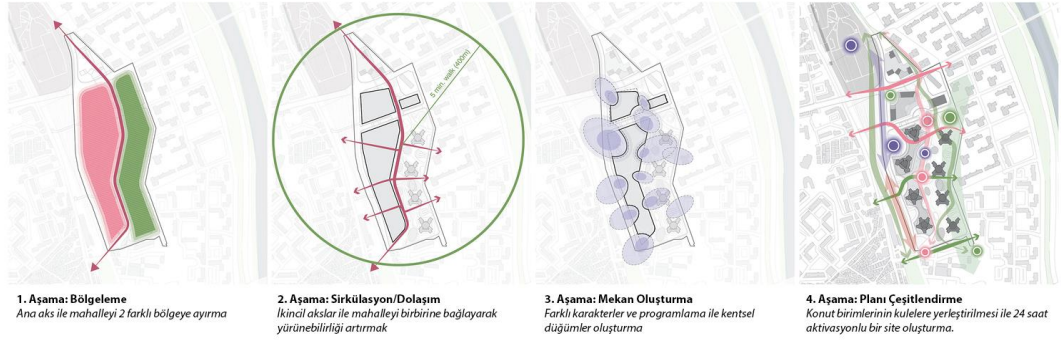 5 min. walk (400m)
1. Aşama: Bölgeleme
Ana aks ile mahalleyi 2 farklı bölgeye ayırma
2. Aşama: Sirkülasyon/Dolaşım
İkincil akslar ile mahalleyi birbirine bağlayarak
yürünebilirliği artırmak
3. Aşama: Mekan Oluşturma
Farklı karakterler ve programlama ile kentsel
düğümler oluşturma
4. Aşama: Planı Çeşitlendirme
Konut birimlerinin kulelere yerleştirilmesi ile 24 saat
aktivasyonlu bir site oluşturma.